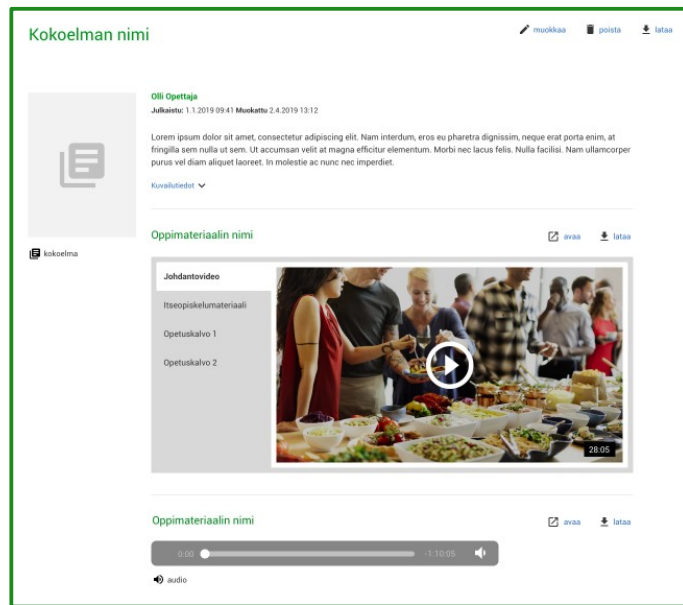 Kokoelman nimi
muokkaa
poista
lataa
Olli Opettaja
Julkaistu: 1.1.2019 09:41 Muokattu 2.4.2019 13:12
Lorem ipsum dolor sit amet, consectetur adipiscing elit. Nam interdum, eros eu pharetra dignissim, neque erat porta enim, at
fringilla sem nulla ut sem. Ut accumsan velit at magna efficitur elementum. Morbi nec lacus felis. Nulla facilisi. Nam ullamcorper
purus vel diam aliquet laoreet. In molestie ac nunc nec imperdiet.
Kuvailutiedot
kokoelma
Oppimateriaalin nimi
avaa
lataa
Johdantovideo
Itseopiskelumateriaali
Opetuskalvo 1
Opetuskalvo 2
28:05
Oppimateriaalin nimi
avaa
lataa
0:00
-1:10:05
audio